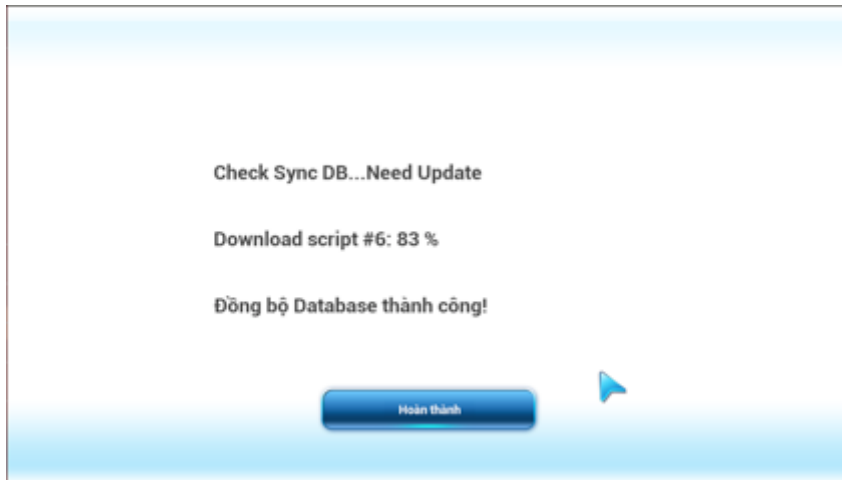 Check Sync DB...Need Update
Download script #6: 83 %
Đồng bộ Database thành công!
Hoàn thành